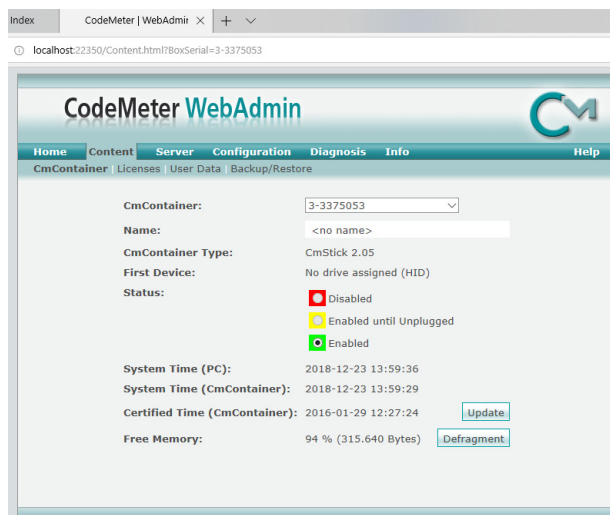 Index CodeMeter | WebAdmir
localhost:22350/Content.html?BoxSerial=3-3375053
CodeMeter WebAdmin
Home Content Server Configuration Diagnosis Info Help
CmContainer | Licenses | User Data | Backup/Restore
CmContainer: 3-3375053
Name: <no name>
CmContainer Type: CmStick 2.05
First Device: No drive assigned (HID)
Status: Disabled
Enabled until Unplugged
Enabled
System Time (PC): 2018-12-23 13:59:36
System Time (CmContainer): 2018-12-23 13:59:29
Certified Time (CmContainer): 2016-01-29 12:27:24 Update
Free Memory: 94 % (315.640 Bytes) Defragment